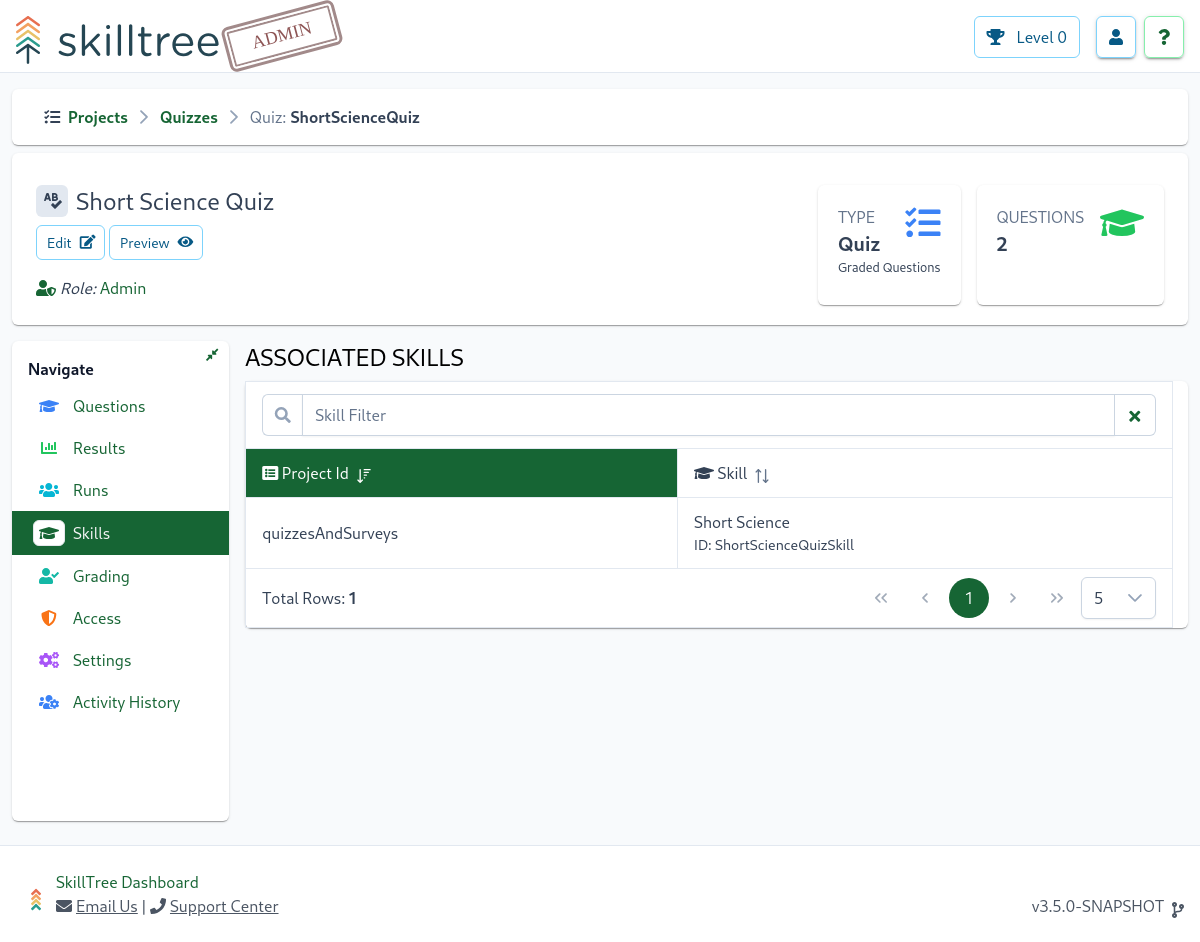 skilltree ADMIN
Level 0
?
Projects > Quizzes > Quiz: ShortScienceQuiz
AB Short Science Quiz
Edit Preview
Role: Admin
TYPE
Quiz
Graded Questions
QUESTIONS
2
Navigate
Questions
Results
Runs
Skills
Grading
Access
Settings
Activity History
ASSOCIATED SKILLS
Skill Filter
Project Id Skill
quizzesAndSurveys
Short Science
ID: ShortScienceQuizSkill
Total Rows: 1
1
5
SkillTree Dashboard
Email Us | Support Center
v3.5.0-SNAPSHOT